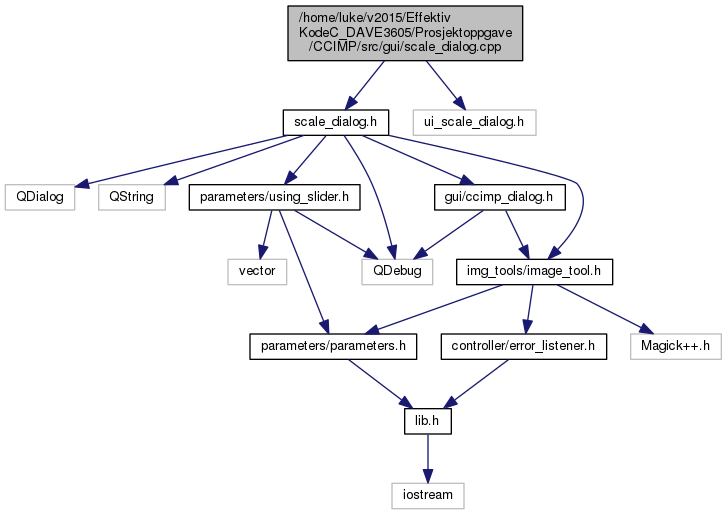 /home/luke/v2015/Effektiv
KodeC_DAVE3605/Prosjektoppgave
/CCIMP/src/gui/scale_dialog.cpp
scale_dialog.h
ui_scale_dialog.h
QDialog
QString
parameters/using_slider.h
gui/ccimp_dialog.h
vector
QDebug
img_tools/image_tool.h
parameters/parameters.h
controller/error_listener.h
Magick++.h
lib.h
iostream